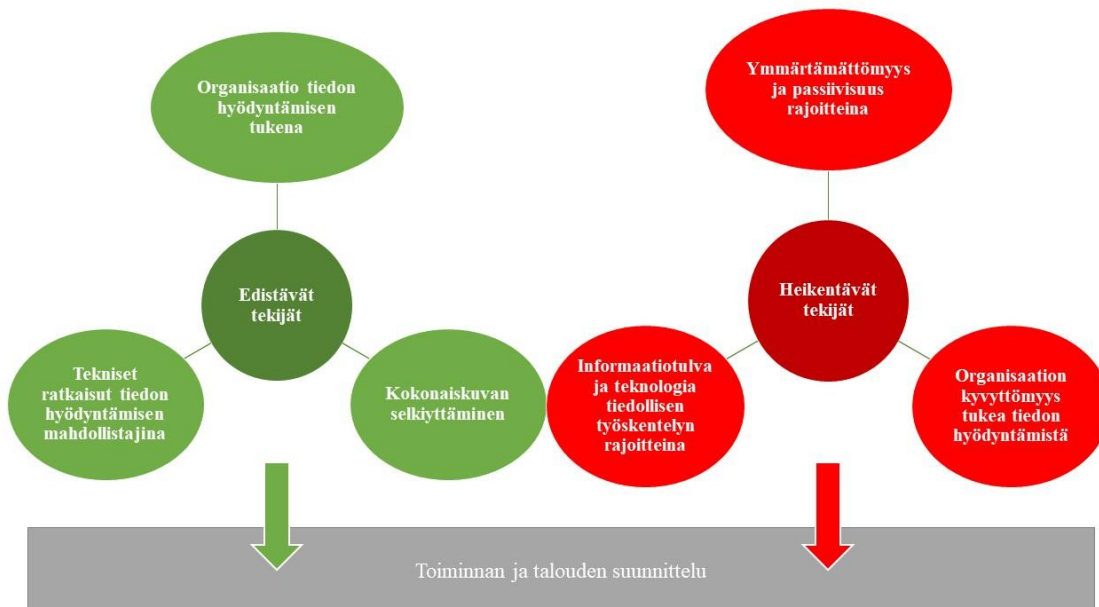 Organisaatio tiedon
hyödyntämisen
tukena
Edistävät
tekijät
Tekniset
ratkaisut tiedon
hyödyntämisen
mahdollistajina
Kokonaiskuvan
selkiyttäminen
Ymmärtämättömyys
ja passiivisuus
rajoitteina
Heikentävät
tekijät
Informaatiotulva
ja teknologia
tiedollisen
työskentelyn
rajoitteina
Organisaation
kyvyttömyys
tukea tiedon
hyödyntämistä
Toiminnan ja talouden suunnittelu